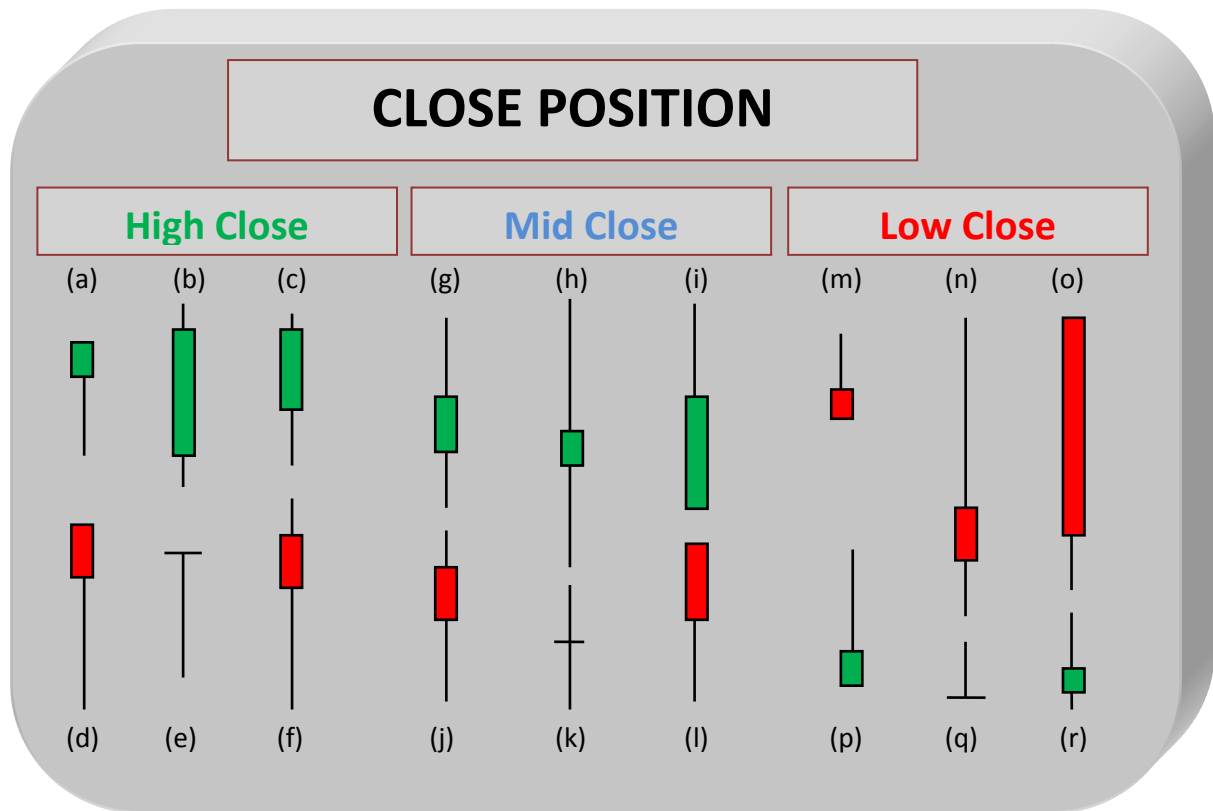 CLOSE POSITION
High Close Mid Close Low Close
(a) (b) (c) (g) (h) (i) (m) (n) (o)
(d) (e) (f) (j) (k) (l) (p) (q) (r)